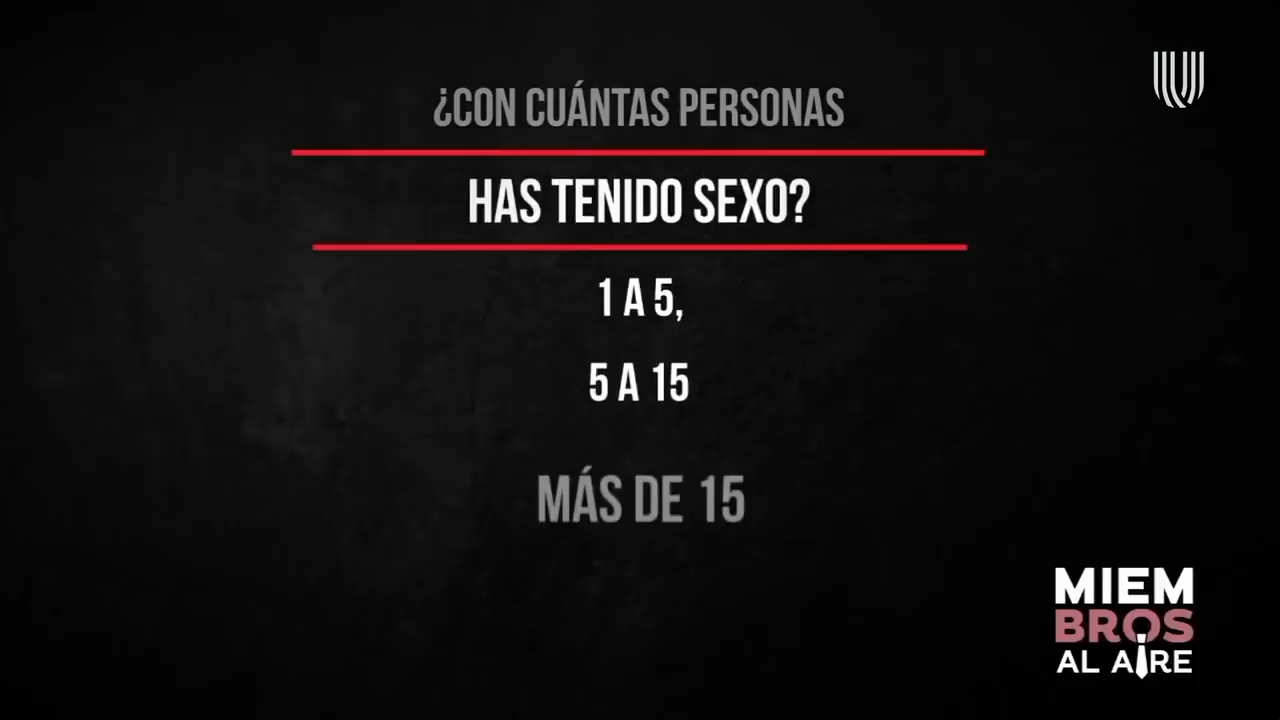 ¿CON CUÁNTAS PERSONAS
HAS TENIDO SEXO?
1 A 5,
5 A 15
MÁS DE 15
MIEM
BROS
AL AIRE